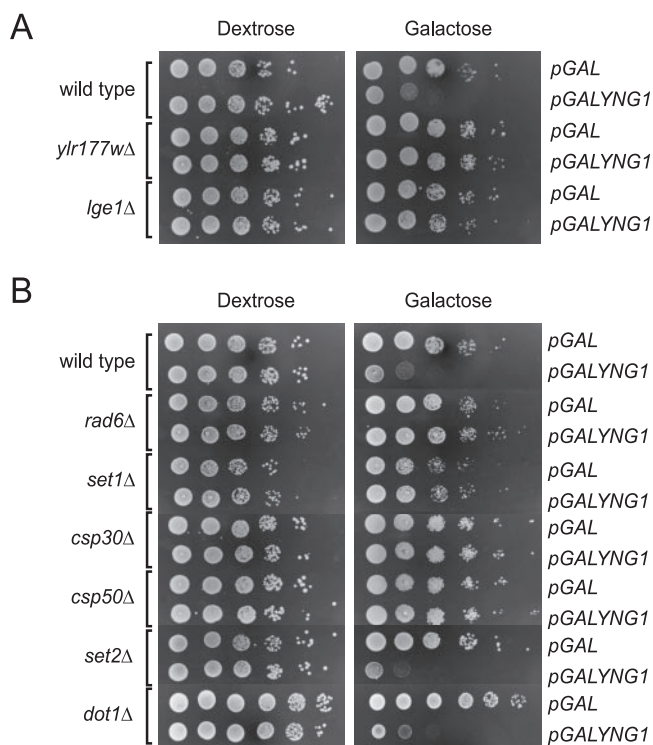 A
Dextrose Galactose
wild type pGAL
pGALYNG1
ylr177wΔ pGAL
pGALYNG1
lge1Δ pGAL
pGALYNG1
B
Dextrose Galactose
wild type pGAL
pGALYNG1
rad6Δ pGAL
pGALYNG1
set1Δ pGAL
pGALYNG1
csp30Δ pGAL
pGALYNG1
csp50Δ pGAL
pGALYNG1
set2Δ pGAL
pGALYNG1
dot1Δ pGAL
pGALYNG1